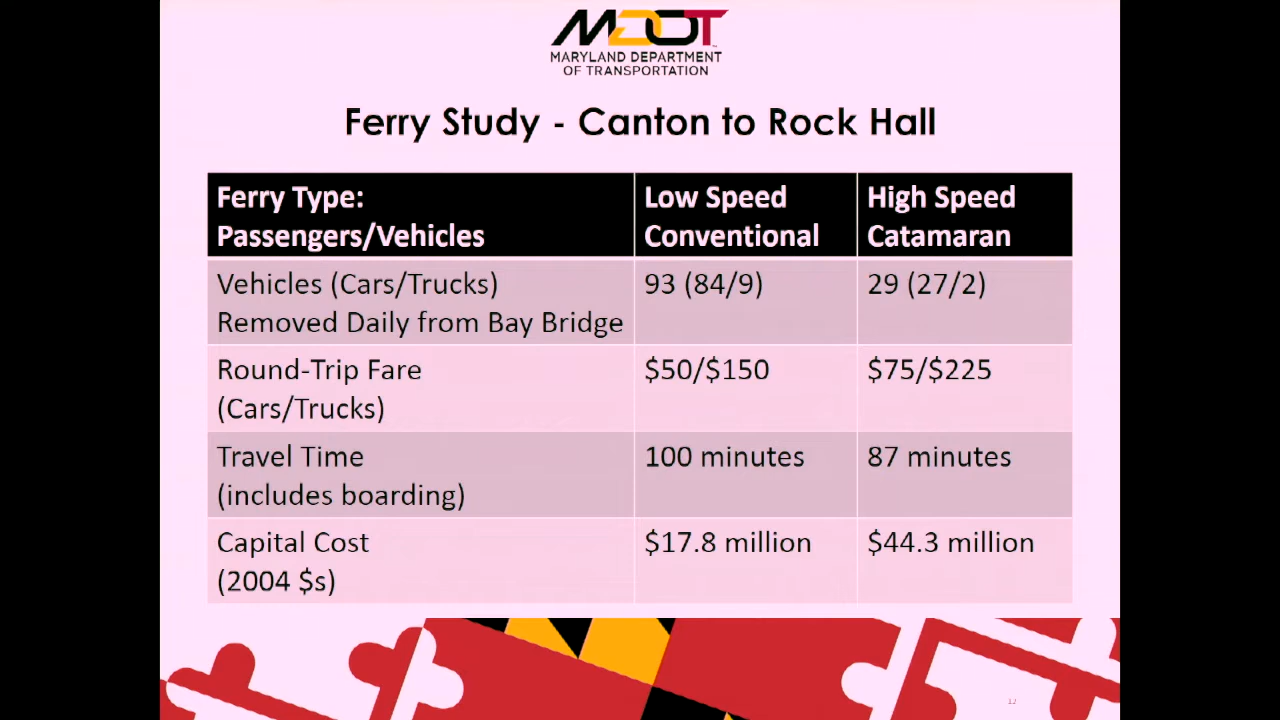 MDOT
MARYLAND DEPARTMENT
OF TRANSPORTATION
Ferry Study - Canton to Rock Hall
Ferry Type:
Passengers/Vehicles
Low Speed
Conventional
High Speed
Catamaran
Vehicles (Cars/Trucks)
Removed Daily from Bay Bridge
93 (84/9)
29 (27/2)
Round-Trip Fare
(Cars/Trucks)
$50/$150
$75/$225
Travel Time
(includes boarding)
100 minutes
87 minutes
Capital Cost
(2004 $s)
$17.8 million
$44.3 million